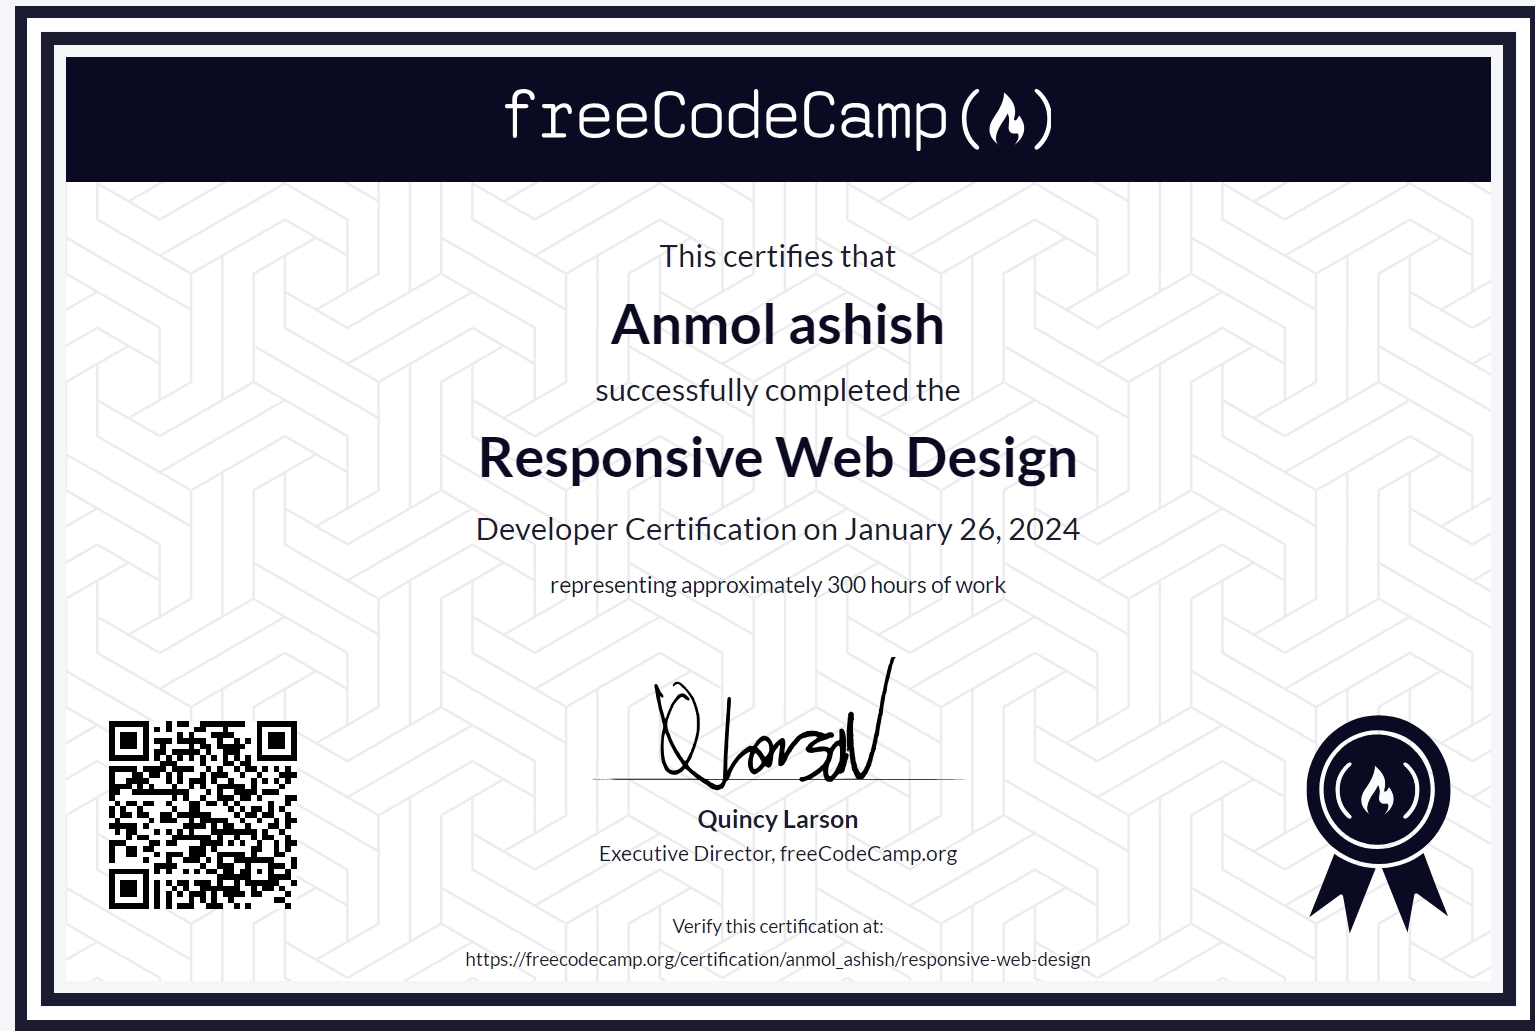 freeCodeCamp
This certifies that
Anmol ashish
successfully completed the
Responsive Web Design
Developer Certification on January 26, 2024
representing approximately 300 hours of work
Quincy Larson
Executive Director, freeCodeCamp.org
Verify this certification at:
https://freecodecamp.org/certification/anmol_ashish/responsive-web-design